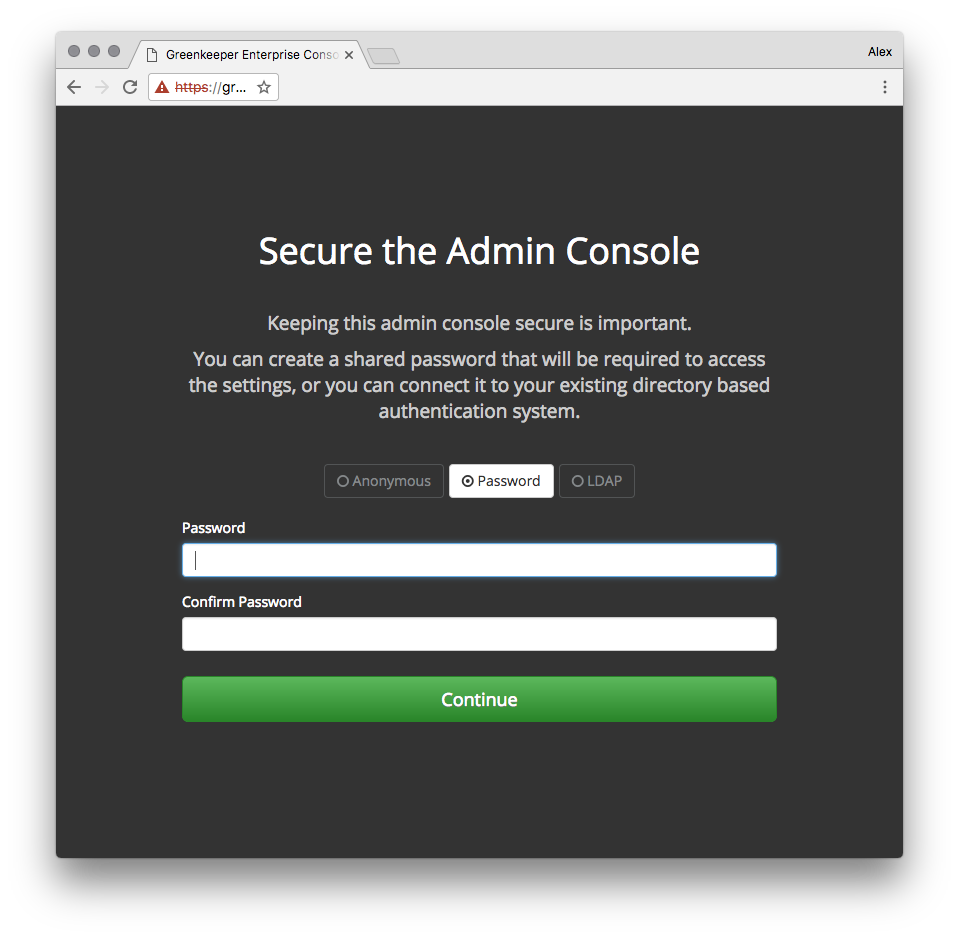 Greenkeeper Enterprise Conso
Alex
https://gr...
Secure the Admin Console
Keeping this admin console secure is important.
You can create a shared password that will be required to access
the settings, or you can connect it to your existing directory based
authentication system.
Anonymous Password LDAP
Password
Confirm Password
Continue